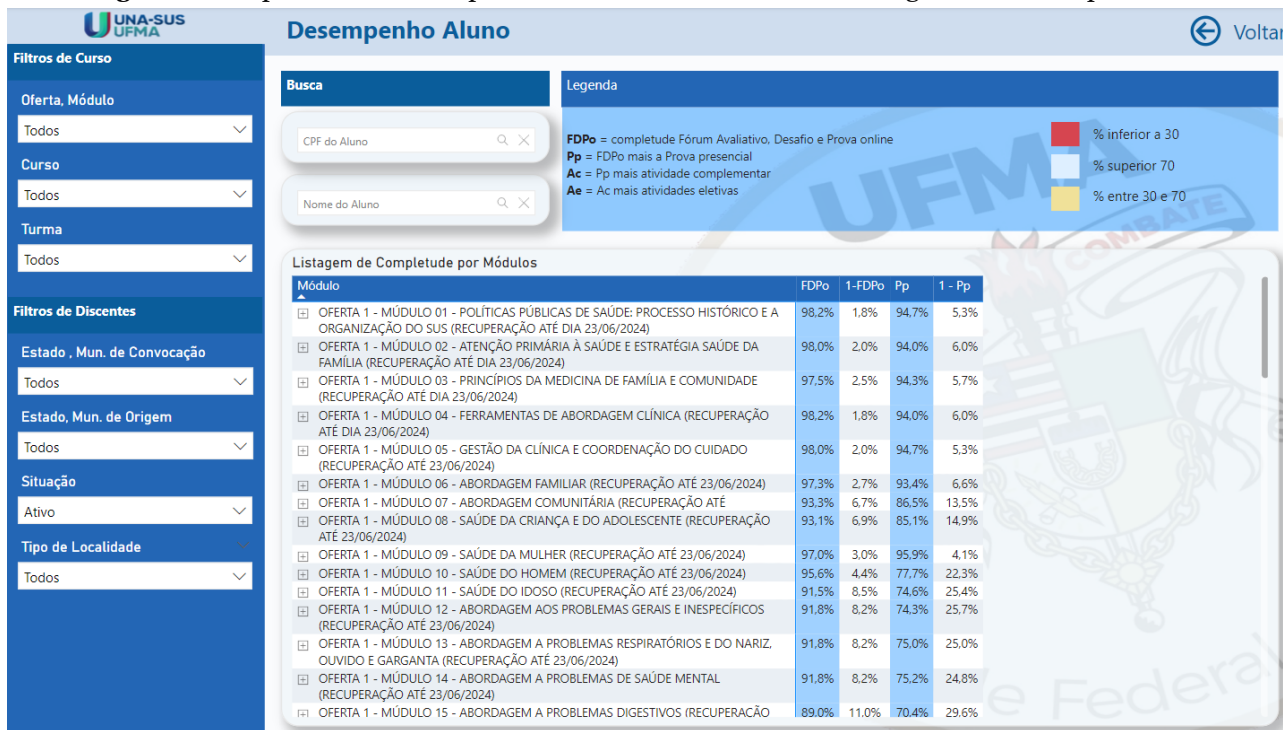 UNA-SUS
UFMA
Desempenho Aluno
Voltar
Filtros de Curso
Oferta, Módulo
Todos
Curso
Todos
Turma
Todos
Filtros de Discentes
Estado , Mun. de Convocação
Todos
Estado, Mun. de Origem
Todos
Situação
Ativo
Tipo de Localidade
Todos
Busca
CPF do Aluno
Nome do Aluno
Legenda
FDPo = completude Fórum Avaliativo, Desafio e Prova online
Pp = FDPo mais a Prova presencial
Ac = Pp mais atividade complementar
Ae = Ac mais atividades eletivas
% inferior a 30
% superior 70
% entre 30 e 70
UFMA
COMBATE
Listagem de Completude por Módulos
Módulo FDPo 1-FDPo Pp 1 - Pp
OFERTA 1 - MÓDULO 01 - POLÍTICAS PÚBLICAS DE SAÚDE: PROCESSO HISTÓRICO E A 98,2% 1,8% 94,7% 5,3%
ORGANIZAÇÃO DO SUS (RECUPERAÇÃO ATÉ DIA 23/06/2024)
OFERTA 1 - MÓDULO 02 - ATENÇÃO PRIMÁRIA À SAÚDE E ESTRATÉGIA SAÚDE DA 98,0% 2,0% 94,0% 6,0%
FAMÍLIA (RECUPERAÇÃO ATÉ DIA 23/06/2024)
OFERTA 1 - MÓDULO 03 - PRINCÍPIOS DA MEDICINA DE FAMÍLIA E COMUNIDADE 97,5% 2,5% 94,3% 5,7%
(RECUPERAÇÃO ATÉ DIA 23/06/2024)
OFERTA 1 - MÓDULO 04 - FERRAMENTAS DE ABORDAGEM CLÍNICA (RECUPERAÇÃO 98,2% 1,8% 94,0% 6,0%
ATÉ DIA 23/06/2024)
OFERTA 1 - MÓDULO 05 - GESTÃO DA CLÍNICA E COORDENAÇÃO DO CUIDADO 98,0% 2,0% 94,7% 5,3%
(RECUPERAÇÃO ATÉ 23/06/2024)
OFERTA 1 - MÓDULO 06 - ABORDAGEM FAMILIAR (RECUPERAÇÃO ATÉ 23/06/2024) 97,3% 2,7% 93,4% 6,6%
OFERTA 1 - MÓDULO 07 - ABORDAGEM COMUNITÁRIA (RECUPERAÇÃO ATÉ 93,3% 6,7% 86,5% 13,5%
OFERTA 1 - MÓDULO 08 - SAÚDE DA CRIANÇA E DO ADOLESCENTE (RECUPERAÇÃO 93,1% 6,9% 85,1% 14,9%
ATÉ 23/06/2024)
OFERTA 1 - MÓDULO 09 - SAÚDE DA MULHER (RECUPERAÇÃO ATÉ 23/06/2024) 97,0% 3,0% 95,9% 4,1%
OFERTA 1 - MÓDULO 10 - SAÚDE DO HOMEM (RECUPERAÇÃO ATÉ 23/06/2024) 95,6% 4,4% 77,7% 22,3%
OFERTA 1 - MÓDULO 11 - SAÚDE DO IDOSO (RECUPERAÇÃO ATÉ 23/06/2024) 91,5% 8,5% 74,6% 25,4%
OFERTA 1 - MÓDULO 12 - ABORDAGEM AOS PROBLEMAS GERAIS E INESPECÍFICOS 91,8% 8,2% 74,3% 25,7%
(RECUPERAÇÃO ATÉ 23/06/2024)
OFERTA 1 - MÓDULO 13 - ABORDAGEM A PROBLEMAS RESPIRATÓRIOS E DO NARIZ, 91,8% 8,2% 75,0% 25,0%
OUVIDO E GARGANTA (RECUPERAÇÃO ATÉ 23/06/2024)
OFERTA 1 - MÓDULO 14 - ABORDAGEM A PROBLEMAS DE SAÚDE MENTAL 91,8% 8,2% 75,2% 24,8%
(RECUPERAÇÃO ATÉ 23/06/2024)
OFERTA 1 - MÓDULO 15 - ABORDAGEM A PROBLEMAS DIGESTIVOS (RECUPERAÇÃO 89,0% 11,0% 70,4% 29,6%
e Federal